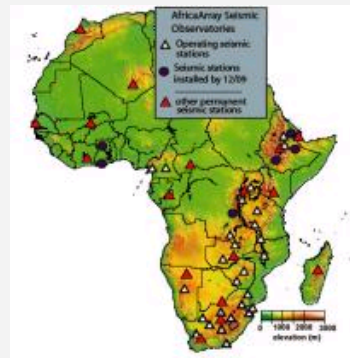 AfricaArray Seismic
Observatories
Operating seismic
stations
Seismic stations
installed by 12/09
other permanent
seismic stations
0 1000 2000 3000
elevation (m)